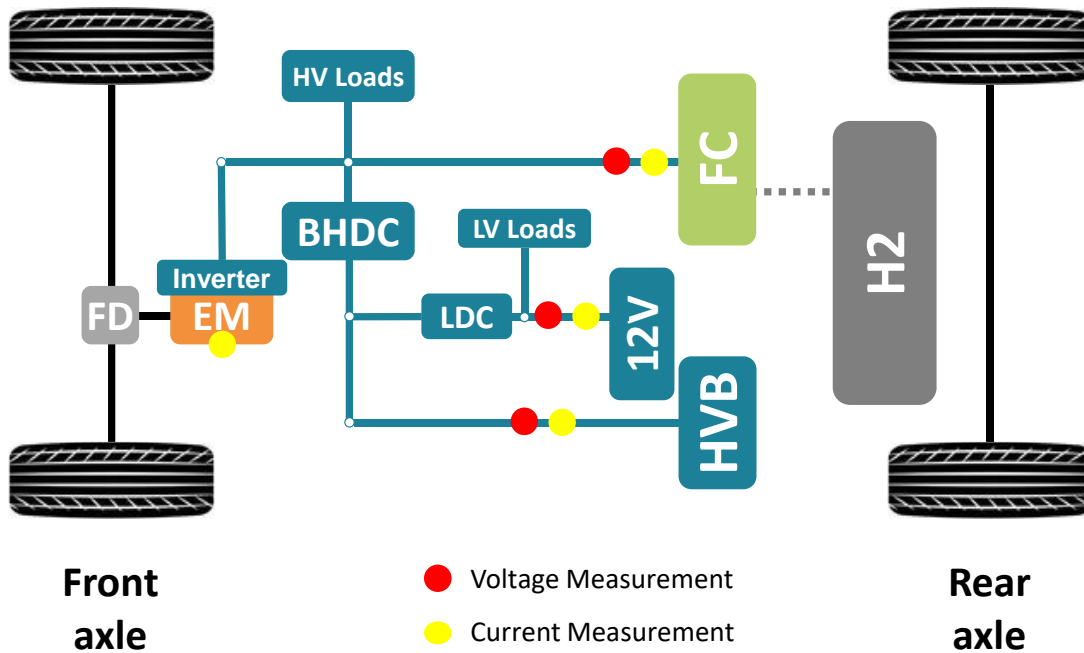 HV Loads
FC
BHDC
LV Loads
H2
Inverter
FD
EM
LDC
12V
HVB
Front
axle
Voltage Measurement
Current Measurement
Rear
axle